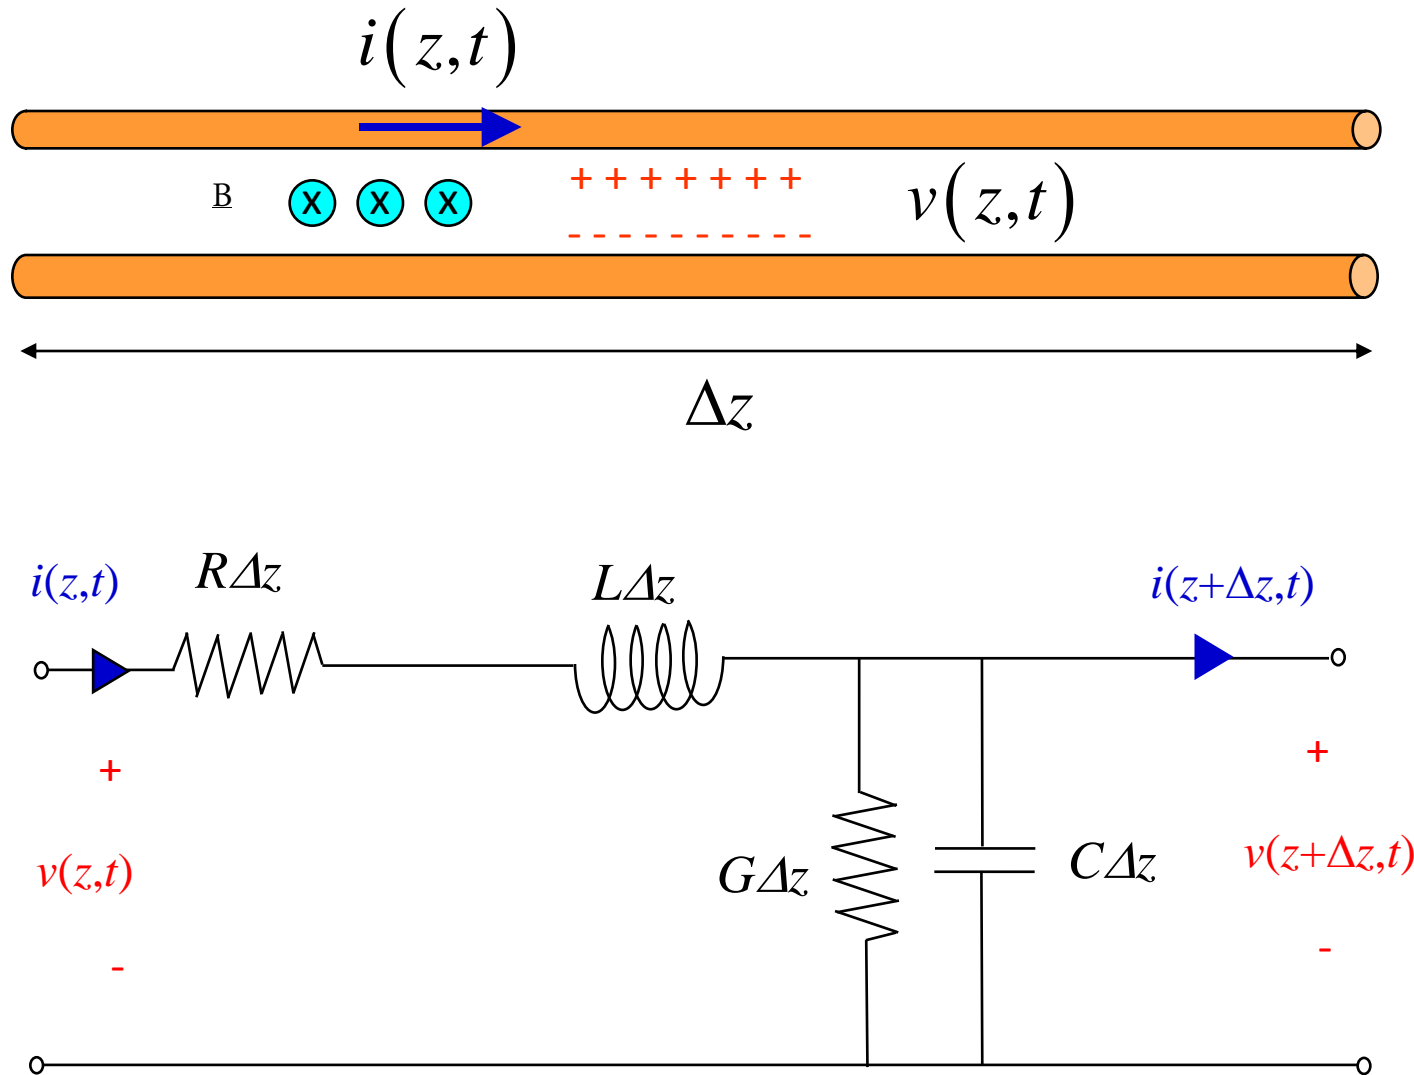 i(z,t)
B X X X + + + + + + + v(z,t)
- - - - - - - - - -
Δz
i(z,t) RΔz LΔz i(z+Δz,t)
+ +
v(z,t) GΔz CΔz v(z+Δz,t)
- -